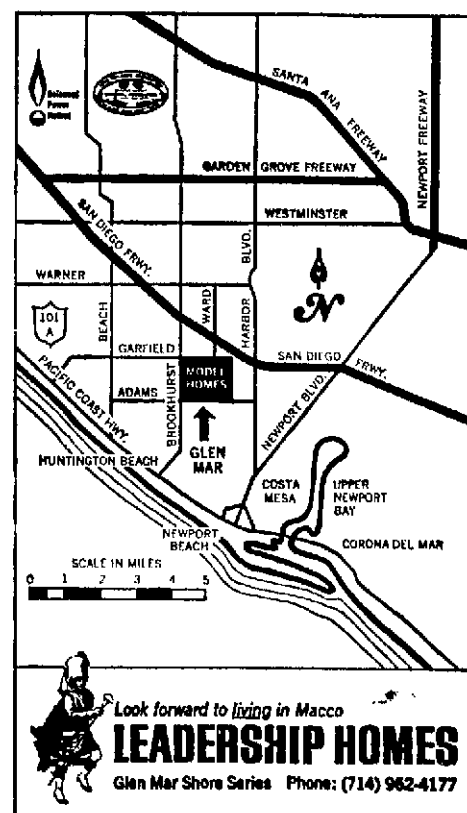 SANTA ANA FREEWAY
NEWPORT FREEWAY
Balanced
Power
GARDEN GROVE FREEWAY
WESTMINSTER
SAN DIEGO FRWY.
BLVD.
WARNER
101
A
BEACH
WARD
HARBOR
N
GARFIELD
SAN DIEGO FRWY.
MODEL
HOMES
ADAMS
BROOKHURST
PACIFIC COAST HWY.
NEWPORT BLVD.
GLEN
MAR
HUNTINGTON BEACH
COSTA
MESA
UPPER
NEWPORT
BAY
NEWPORT
BEACH
CORONA DEL MAR
SCALE IN MILES
0 1 2 3 4 5
Look forward to living in Macco
LEADERSHIP HOMES
Glen Mar Shore Series Phone: (714) 962-4177